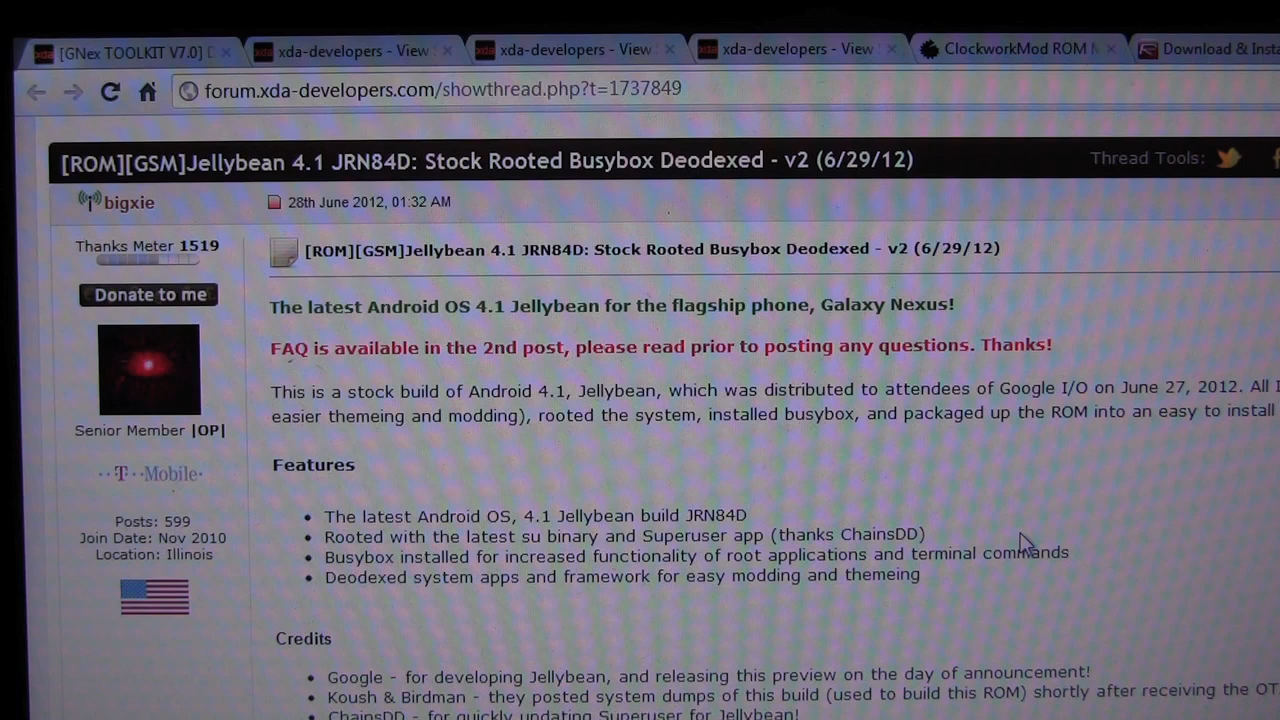 [GNex TOOLKIT V7.0]
xda-developers - View
xda-developers - View
xda-developers - View
ClockworkMod ROM
Download & Insta
forum.xda-developers.com/showthread.php?t=1737849
[ROM][GSM]Jellybean 4.1 JRN84D: Stock Rooted Busybox Deodexed - v2 (6/29/12)
Thread Tools:
bigxie
28th June 2012, 01:32 AM
Thanks Meter 1519
[ROM][GSM]Jellybean 4.1 JRN84D: Stock Rooted Busybox Deodexed - v2 (6/29/12)
Donate to me
The latest Android OS 4.1 Jellybean for the flagship phone, Galaxy Nexus!
FAQ is available in the 2nd post, please read prior to posting any questions. Thanks!
This is a stock build of Android 4.1, Jellybean, which was distributed to attendees of Google I/O on June 27, 2012. All I
easier themeing and modding), rooted the system, installed busybox, and packaged up the ROM into an easy to install
Senior Member |OP|
T Mobile
Posts: 599
Join Date: Nov 2010
Location: Illinois
Features
• The latest Android OS, 4.1 Jellybean build JRN84D
• Rooted with the latest su binary and Superuser app (thanks ChainsDD)
• Busybox installed for increased functionality of root applications and terminal commands
• Deodexed system apps and framework for easy modding and themeing
Credits
• Google - for developing Jellybean, and releasing this preview on the day of announcement!
• Koush & Birdman - they posted system dumps of this build (used to build this ROM) shortly after receiving the OT
• ChainsDD - for quickly updating Superuser for Jellybean!